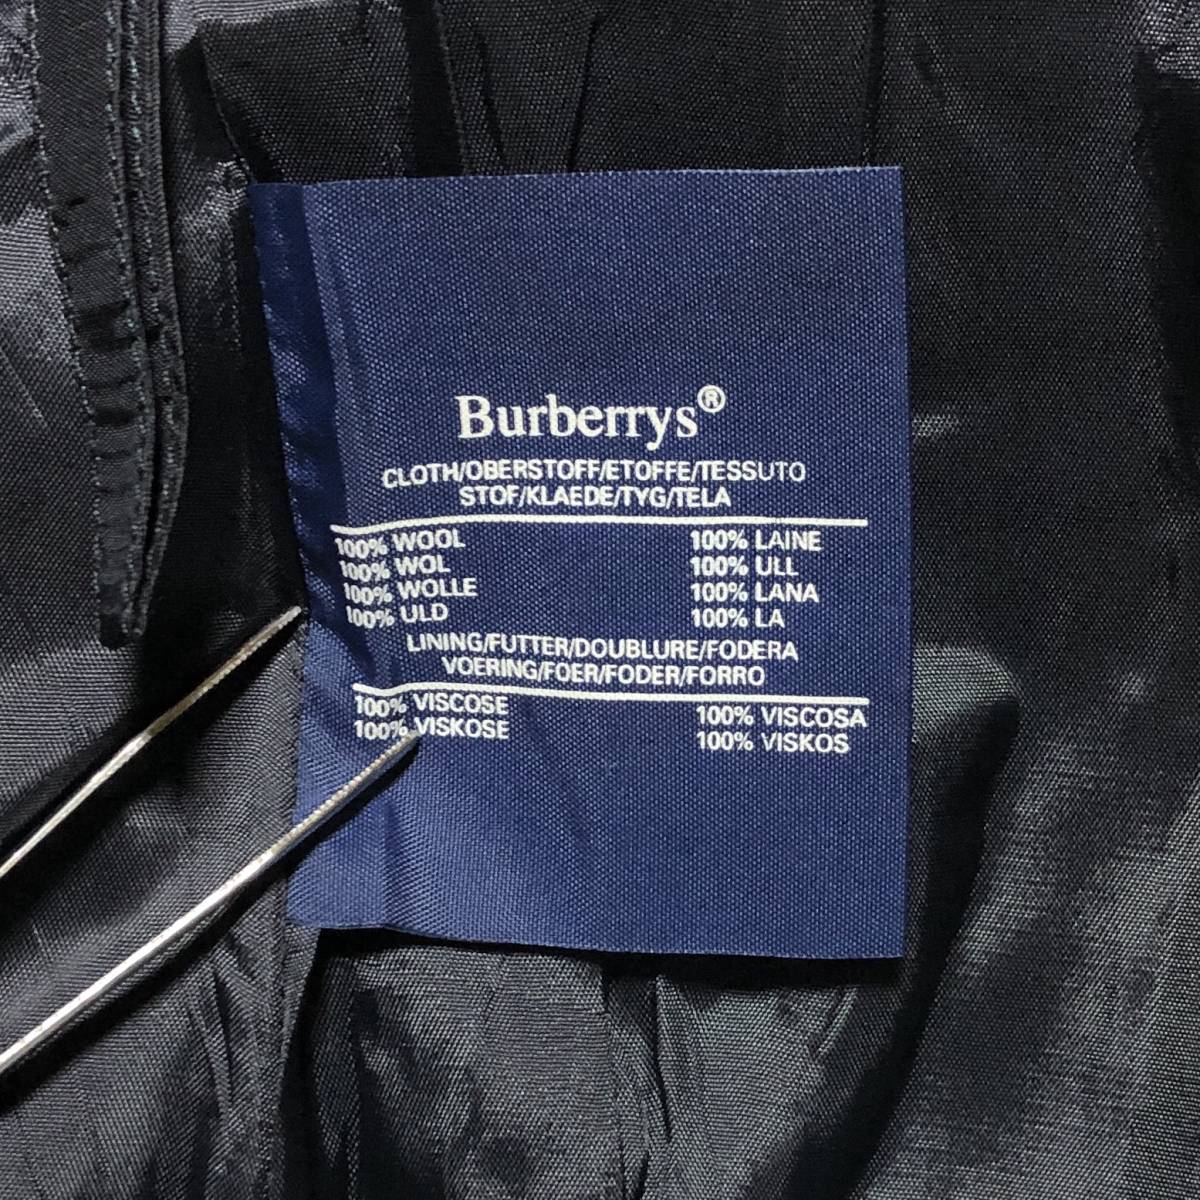 Burberrys®
CLOTH/OBERSTOFF/ETOFFE/TESSUTO
STOF/KLAEDE/TYG/TELA
100% WOOL 100% LAINE
100% WOL 100% ULL
100% WOLLE 100% LANA
100% ULD 100% LA
LINING/FUTTER/DOUBLURE/FODERA
VOERING/FOER/FODER/FORRO
100% VISCOSE 100% VISCOSA
100% VISKOSE 100% VISKOS